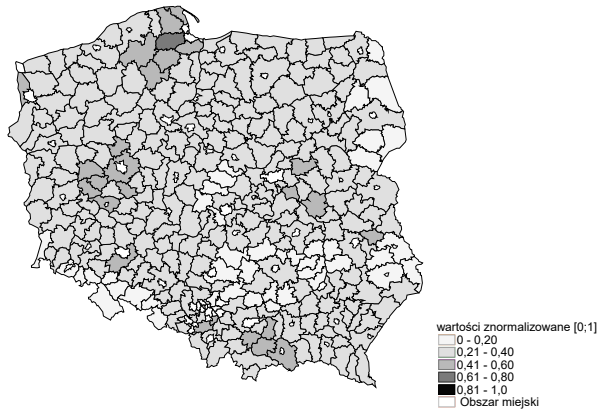 wartości znormalizowane [0;1]
0 - 0,20
0,21 - 0,40
0,41 - 0,60
0,61 - 0,80
0,81 - 1,0
Obszar miejski